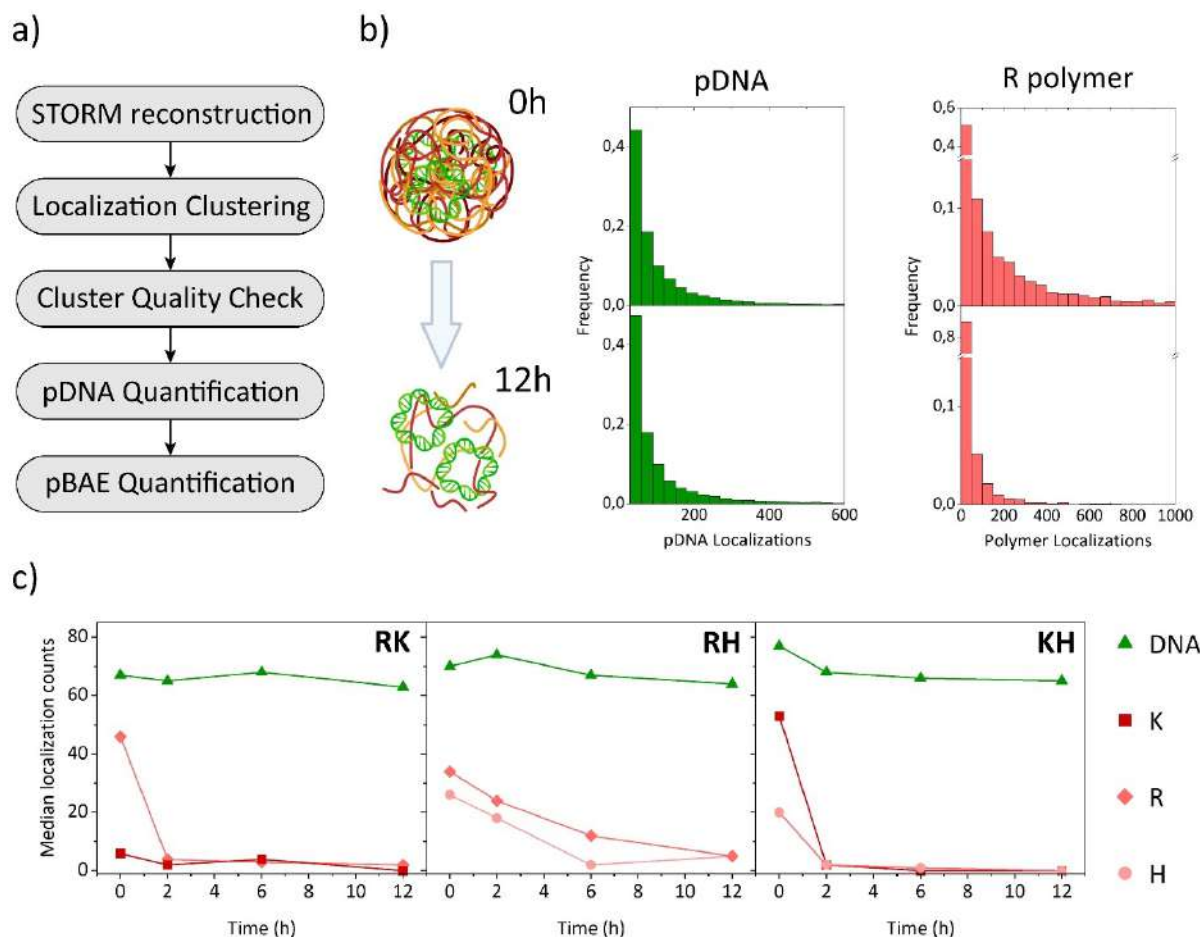 a)
STORM reconstruction
Localization Clustering
Cluster Quality Check
pDNA Quantification
pBAE Quantification
b)
0h
12h
pDNA
Frequency
0,4
0,2
0,0
0,4
0,2
0,0
200 400 600
pDNA Localizations
R polymer
Frequency
0,6
0,4
0,1
0,0
0,8
0,1
0,0
0 200 400 600 800 1000
Polymer Localizations
c)
Median localization counts
80
60
40
20
0
RK
RH
KH
0 2 4 6 8 10 12
0 2 4 6 8 10 12
0 2 4 6 8 10 12
Time (h)
Time (h)
Time (h)
DNA
K
R
H